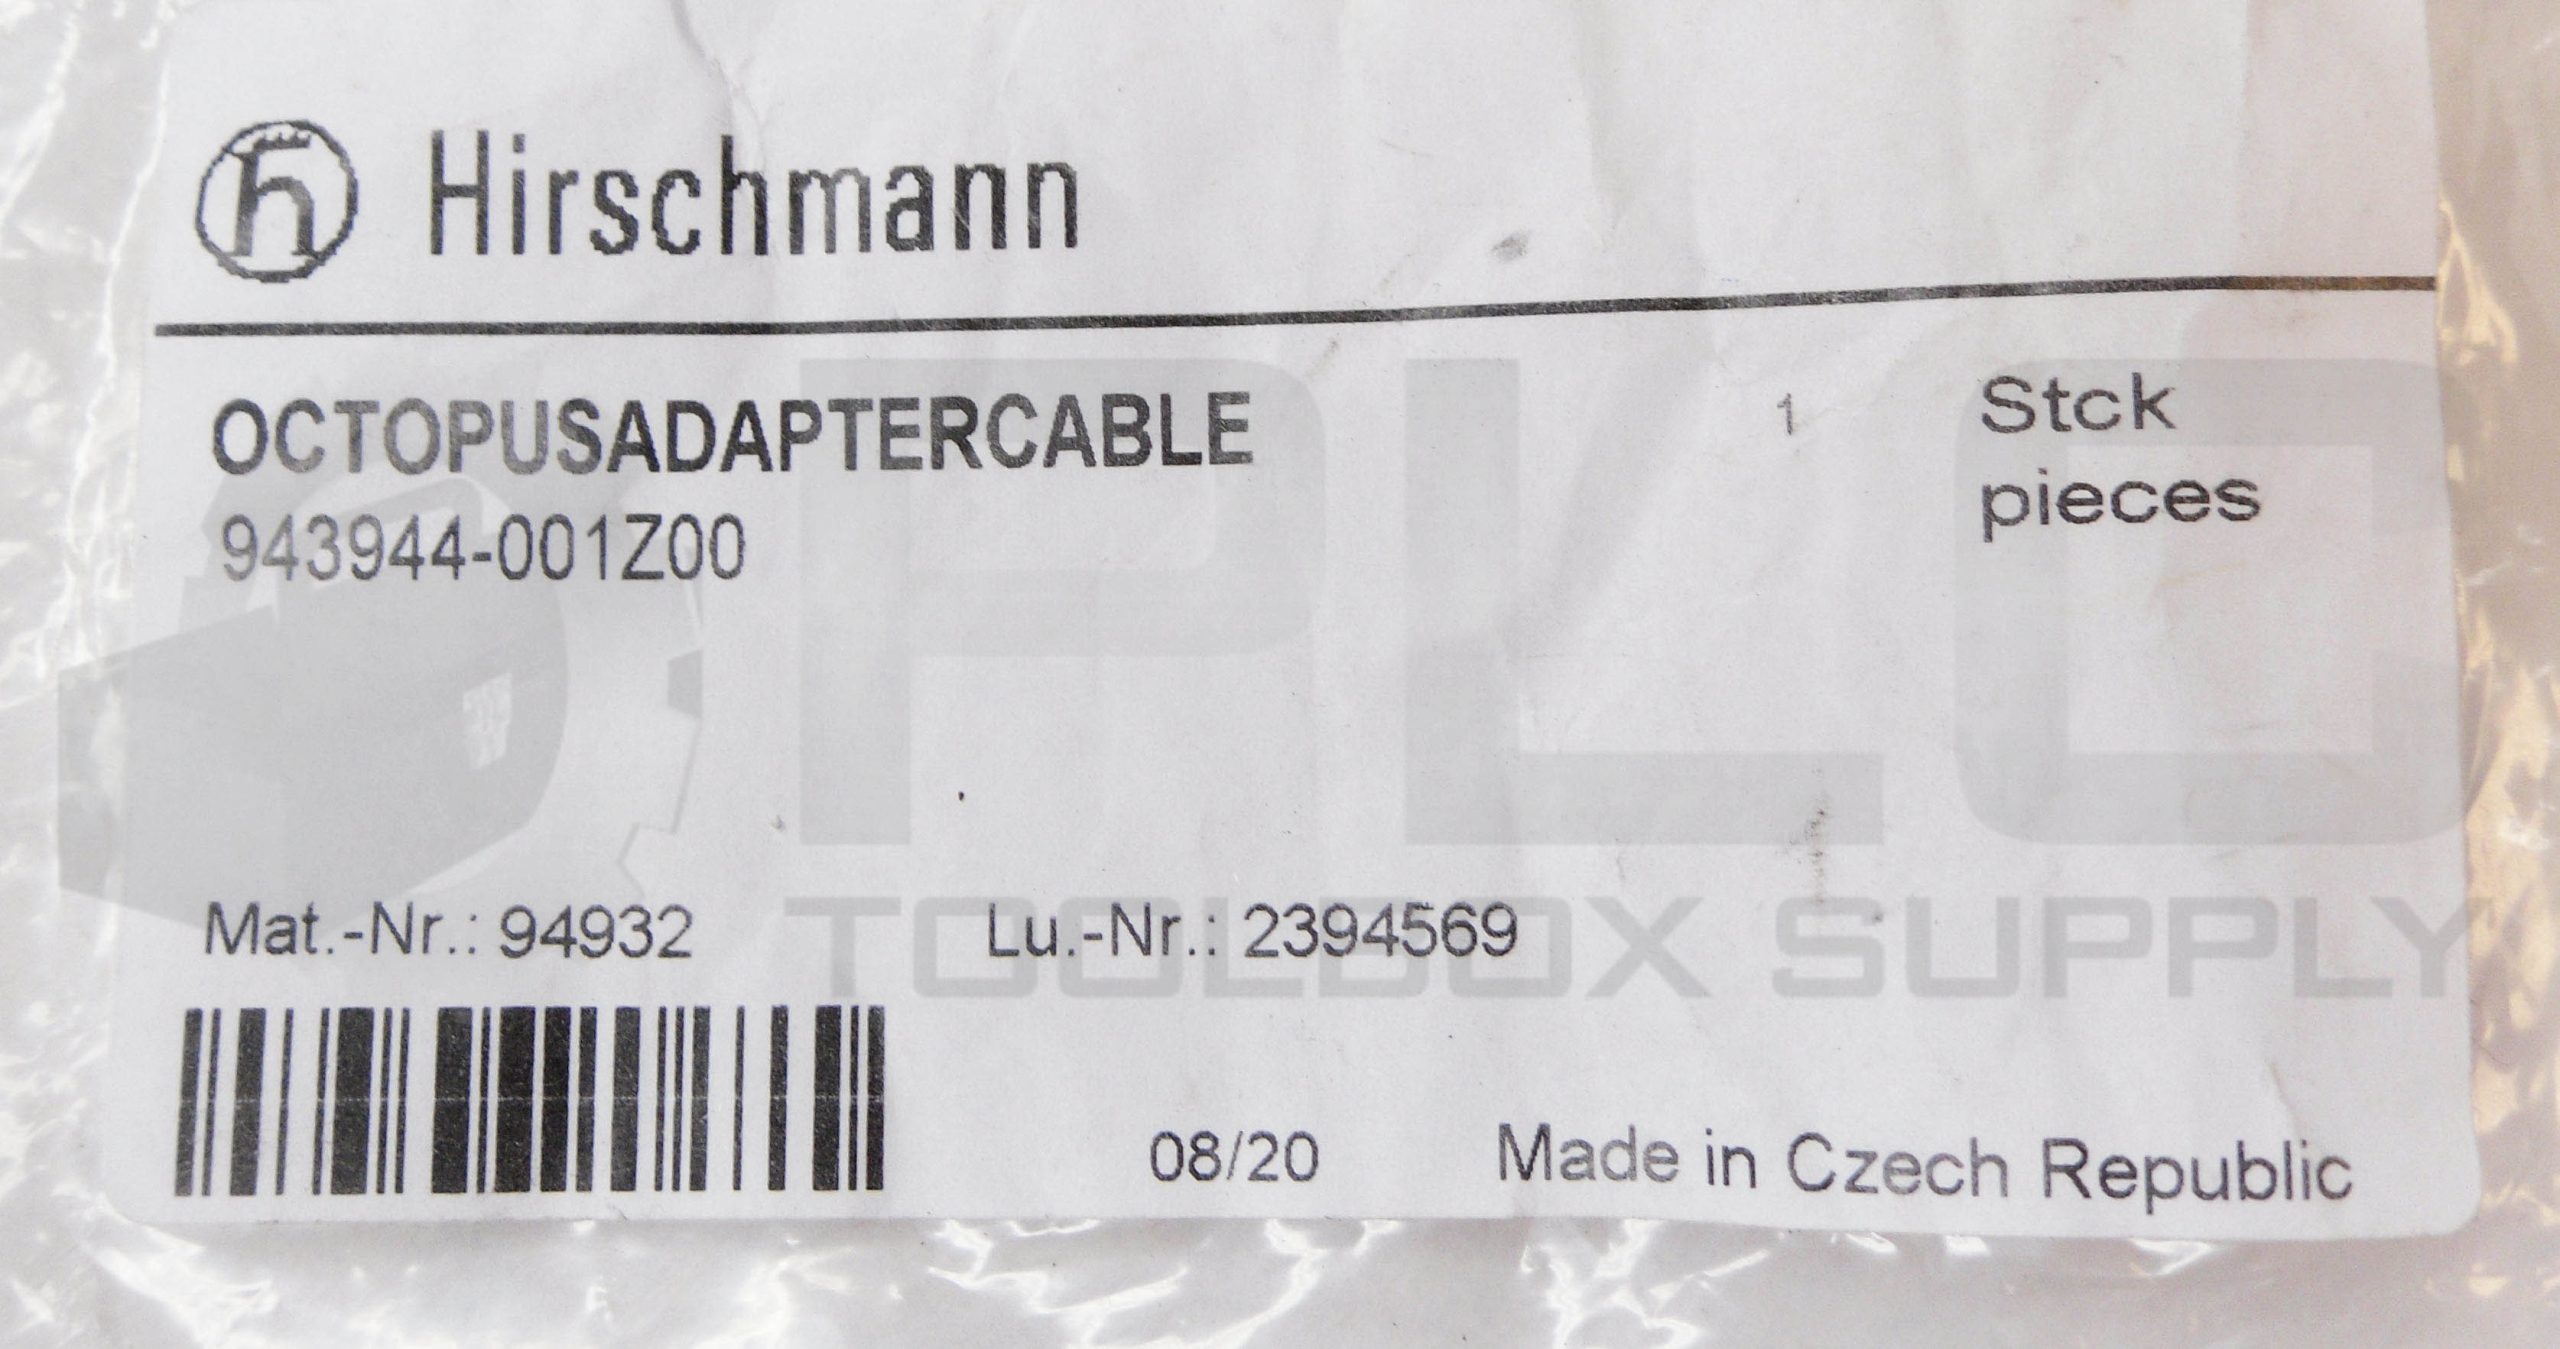 Hirschmann
OCTOPUSADAPTERCABLE 1 Stck
943944-001Z00 pieces
PLC
TOOLBOX SUPPLY
Mat.-Nr.: 94932 Lu.-Nr.: 2394569
08/20 Made in Czech Republic